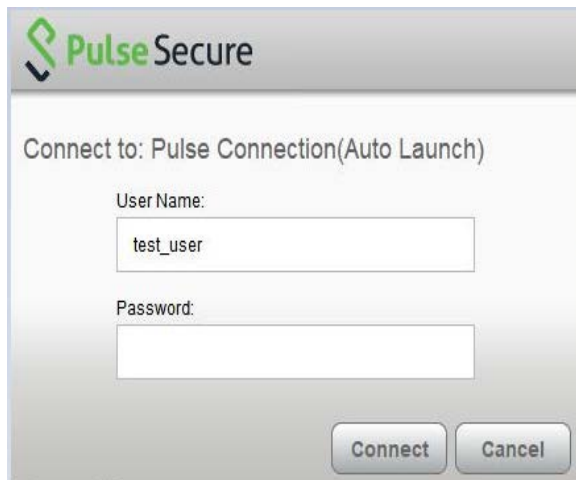 Pulse Secure
Connect to: Pulse Connection(Auto Launch)
User Name:
test_user
Password:
Connect Cancel